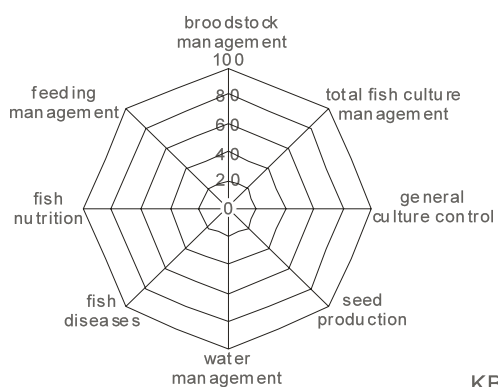 broodstock
management
100
80
60
40
20
0
total fish culture
management
general
culture control
seed
production
water
management
fish
diseases
fish
nutrition
feeding
management